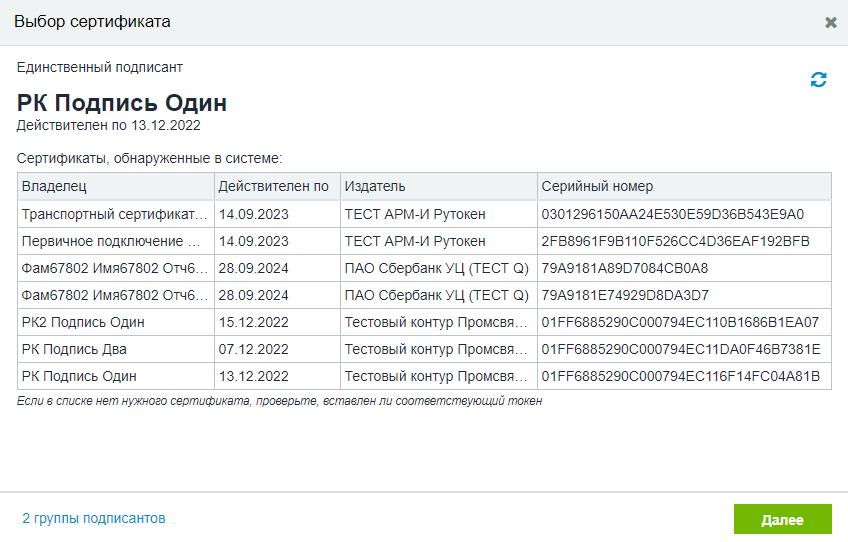 Выбор сертификата
Единственный подписант
РК Подпись Один
Действителен по 13.12.2022
Сертификаты, обнаруженные в системе:
Владелец Действителен по Издатель Серийный номер
Транспортный сертификат… 14.09.2023 ТЕСТ АРМ-И Рутокен 0301296150AA24E530E59D36B543E9A0
Первичное подключение … 14.09.2023 ТЕСТ АРМ-И Рутокен 2FB8961F9B110F526CC4D36EAF192BFB
Фам67802 Имя67802 Отч6… 28.09.2024 ПАО Сбербанк УЦ (ТЕСТ Q) 79A9181A89D7084CB0A8
Фам67802 Имя67802 Отч6… 28.09.2024 ПАО Сбербанк УЦ (ТЕСТ Q) 79A9181E74929D8DA3D7
РК2 Подпись Один 15.12.2022 Тестовый контур Промсвя… 01FF6885290C000794EC110B1686B1EA07
РК Подпись Два 07.12.2022 Тестовый контур Промсвя… 01FF6885290C000794EC11DA0F46B7381E
РК Подпись Один 13.12.2022 Тестовый контур Промсвя… 01FF6885290C000794EC116F14FC04A81B
Если в списке нет нужного сертификата, проверьте, вставлен ли соответствующий токен
2 группы подписантов
Далее